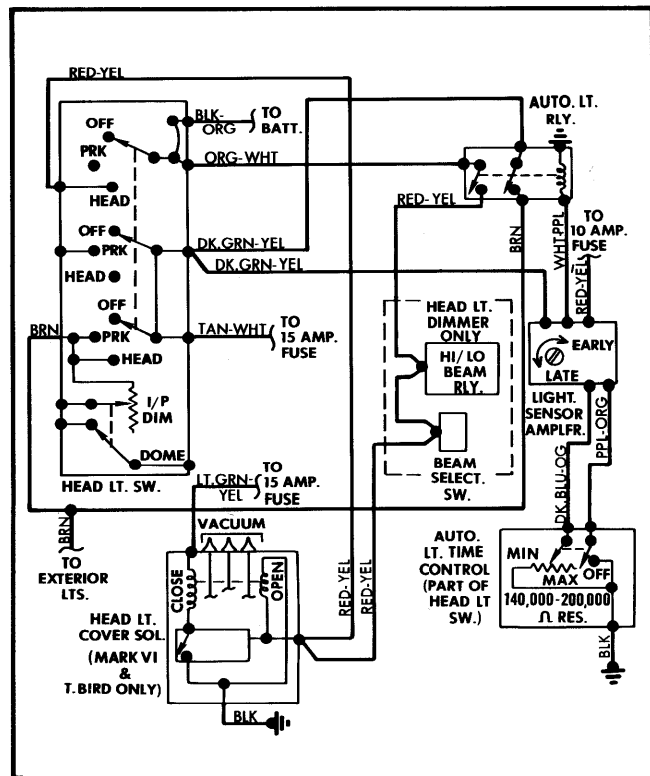 RED-YEL
BLK-
ORG
TO
BATT.
AUTO. LT.
RLY.
OFF
PRK
HEAD
ORG-WHT
RED-YEL
BRN
WHT-PPL
TO
10 AMP.
FUSE
RED-YEL
OFF
PRK
HEAD
DK.GRN-YEL
DK.GRN-YEL
OFF
BRN
PRK
HEAD
TAN-WHT
TO
15 AMP.
FUSE
HEAD LT.
DIMMER
ONLY
HI/LO
BEAM
RLY.
BEAM
SELECT.
SW.
EARLY
LATE
LIGHT.
SENSOR
AMPLFR.
I/P
DIM
DOME
HEAD LT. SW.
LT.GRN-
YEL
TO
15 AMP.
FUSE
DK.BLU-OG
PPL-ORG
BRN
TO
EXTERIOR
LTS.
VACUUM
CLOSE
OPEN
RED-YEL
RED-YEL
HEAD LT.
COVER SOL.
(MARK VI
&
T.BIRD ONLY)
BLK
AUTO.
LT. TIME
CONTROL
(PART OF
HEAD LT
SW.)
MIN
MAX
OFF
140,000-200,000
Ω RES.
BLK